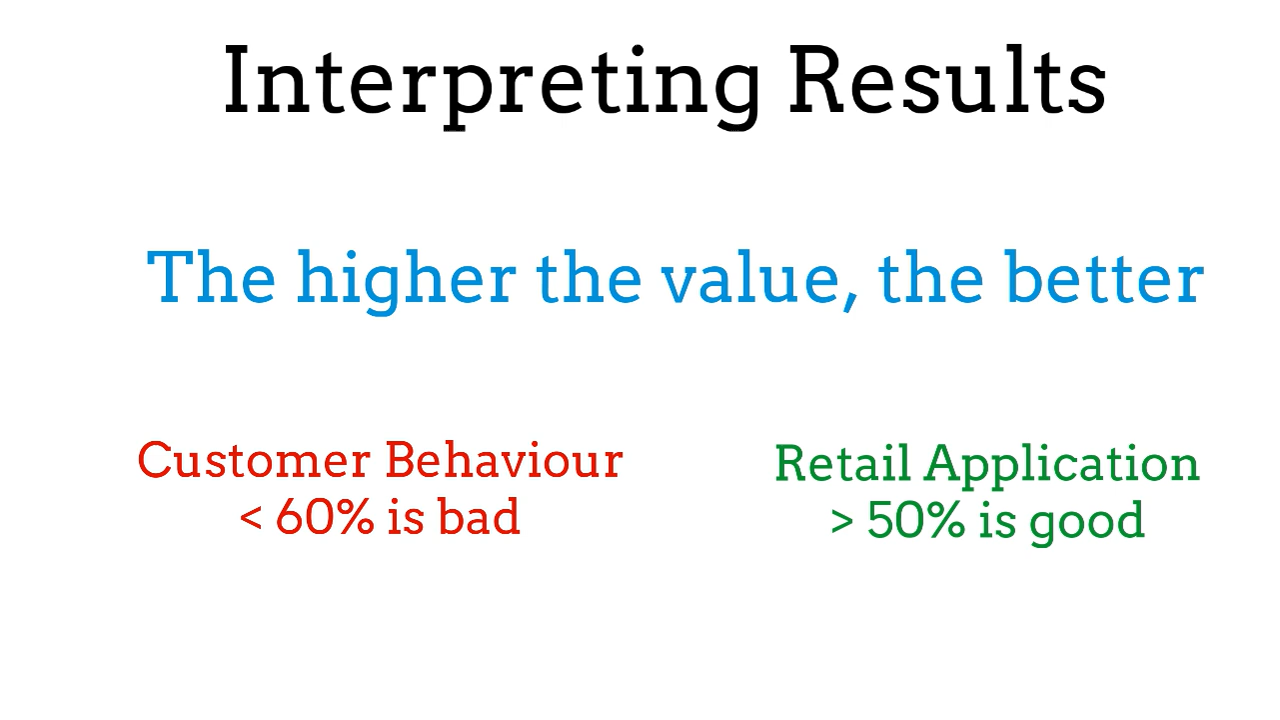 Interpreting Results
The higher the value, the better
Customer Behaviour
< 60% is bad
Retail Application
> 50% is good